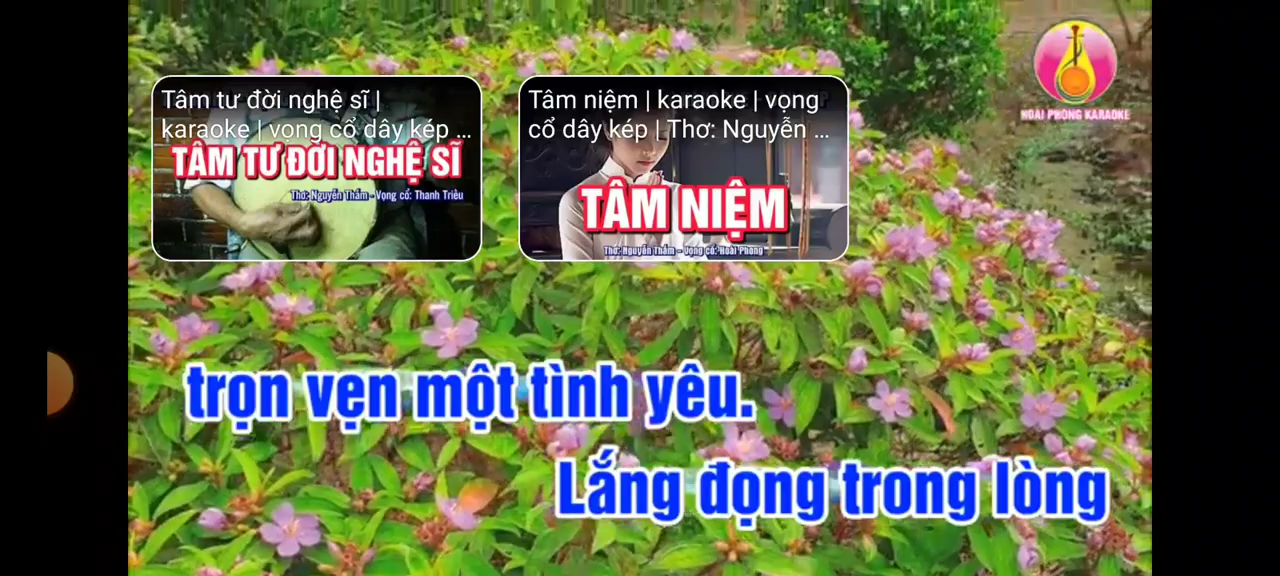 HOÀI PHONG KARAOKE
Tâm tư đời nghệ sĩ |
karaoke | vọng cổ dây kép ...
TÂM TƯ ĐỜI NGHỆ SĨ
Thơ: Nguyễn Thắm - Vọng cổ: Thanh Triều
Tâm niệm | karaoke | vọng
cổ dây kép | Thơ: Nguyễn ...
TÂM NIỆM
Thơ: Nguyễn Thắm - Vọng cổ: Hoài Phong
trọn vẹn một tình yêu.
Lắng đọng trong lòng